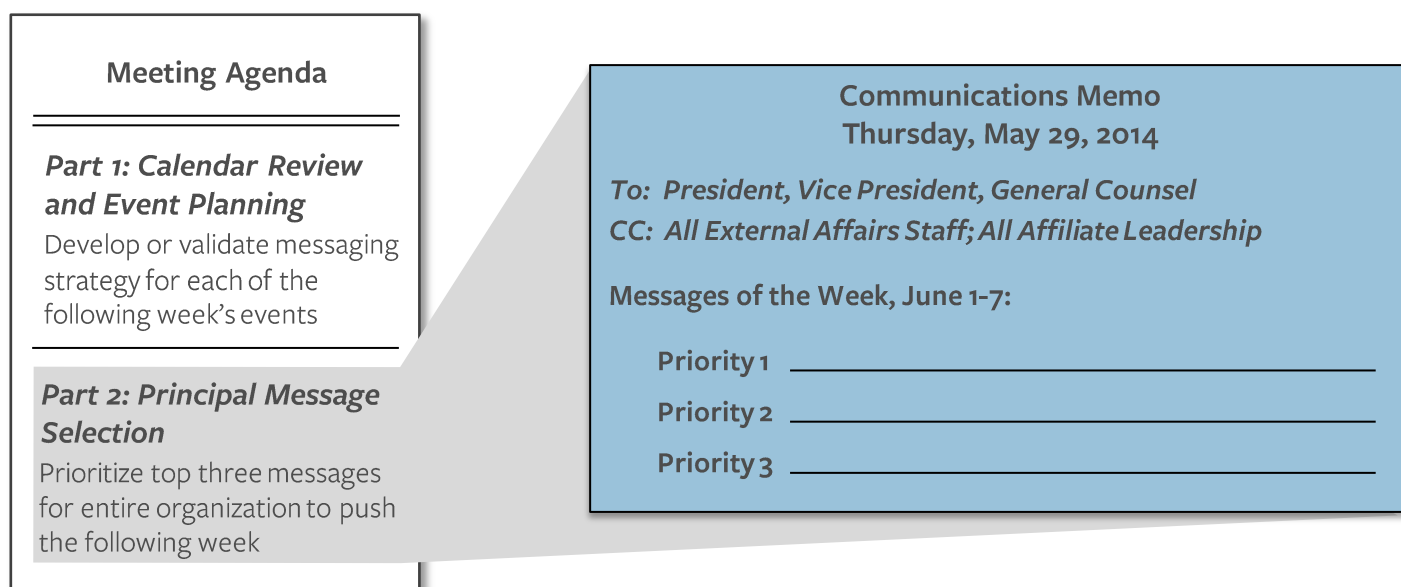 Meeting Agenda
Part 1: Calendar Review
and Event Planning
Develop or validate messaging
strategy for each of the
following week's events
Part 2: Principal Message
Selection
Prioritize top three messages
for entire organization to push
the following week
Communications Memo
Thursday, May 29, 2014
To: President, Vice President, General Counsel
CC: All External Affairs Staff; All Affiliate Leadership
Messages of the Week, June 1-7:
Priority 1
Priority 2
Priority 3